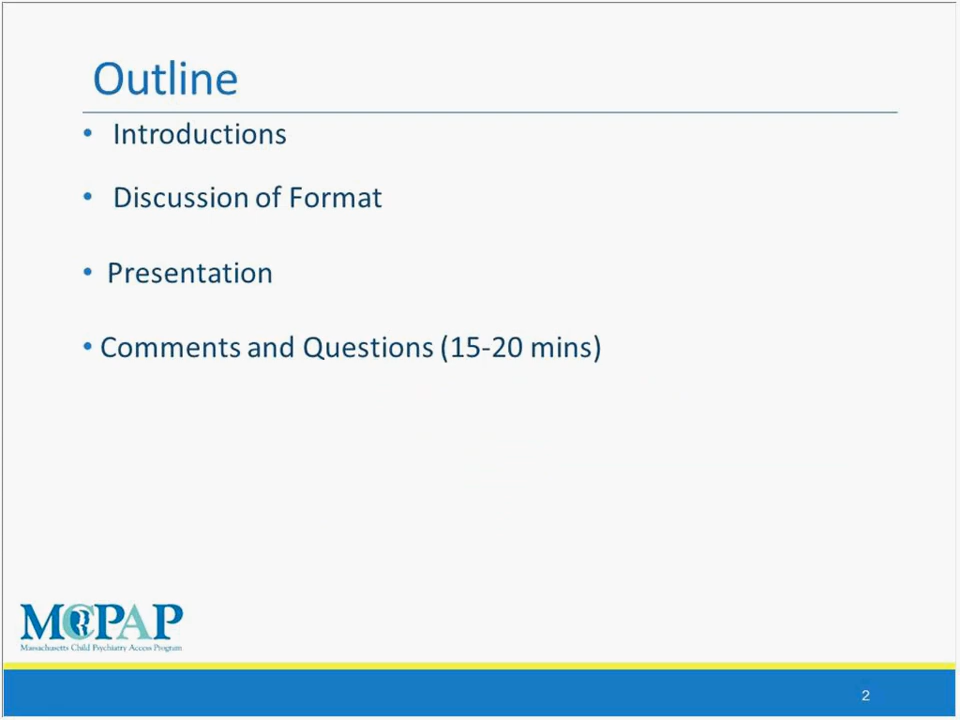 Outline
• Introductions
• Discussion of Format
• Presentation
• Comments and Questions (15-20 mins)
MCPAP
Massachusetts Child Psychiatry Access Program
2